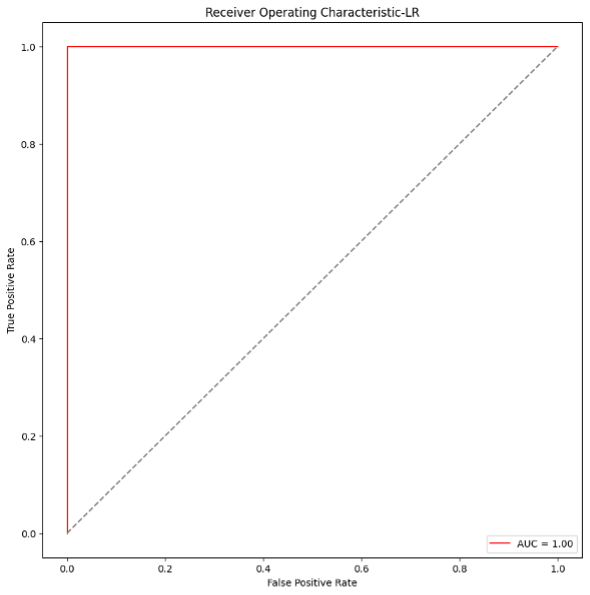 Receiver Operating Characteristic-LR
1.0
0.8
0.6
0.4
0.2
0.0
True Positive Rate
0.0 0.2 0.4 0.6 0.8 1.0
False Positive Rate
AUC = 1.00